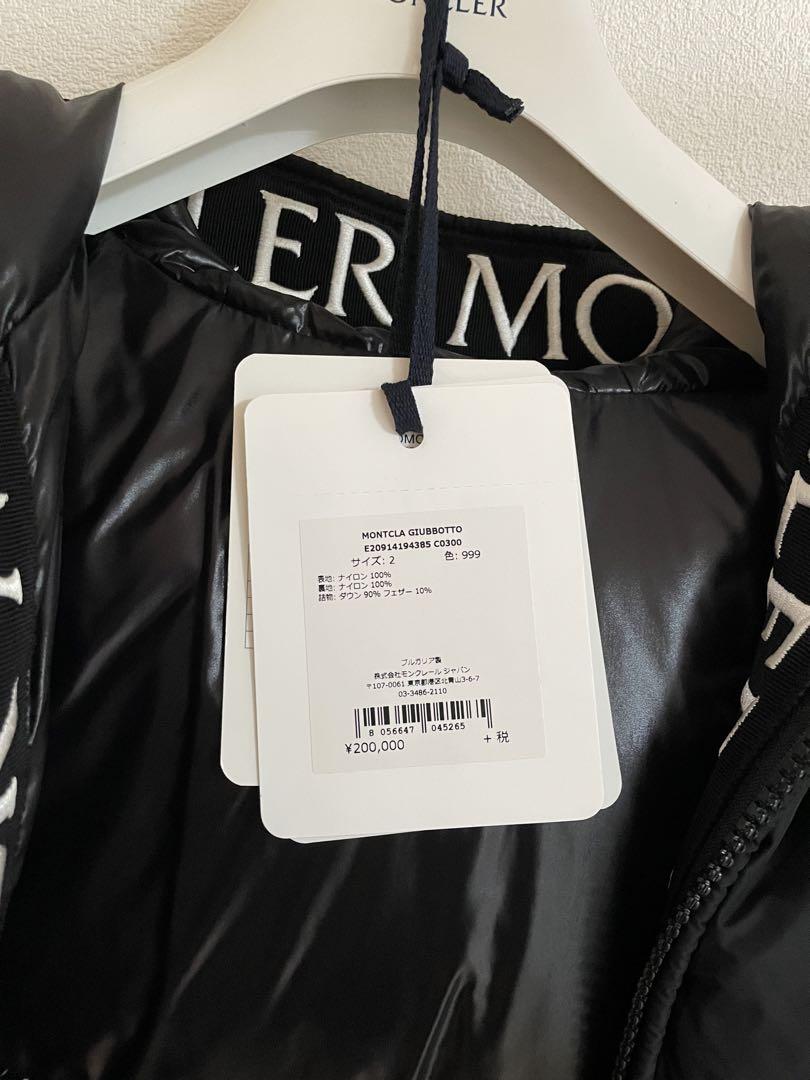 MONCLER
LER MO
OMO
MONTCLA GIUBBOTTO
E20914194385 C0300
サイズ: 2 色: 999
表地: ナイロン 100%
裏地: ナイロン 100%
詰物: ダウン 90% フェザー 10%
ブルガリア製
株式会社モンクレール ジャパン
〒107-0061 東京都港区北青山3-6-7
03-3486-2110
8 056647 045265
¥200,000 + 税